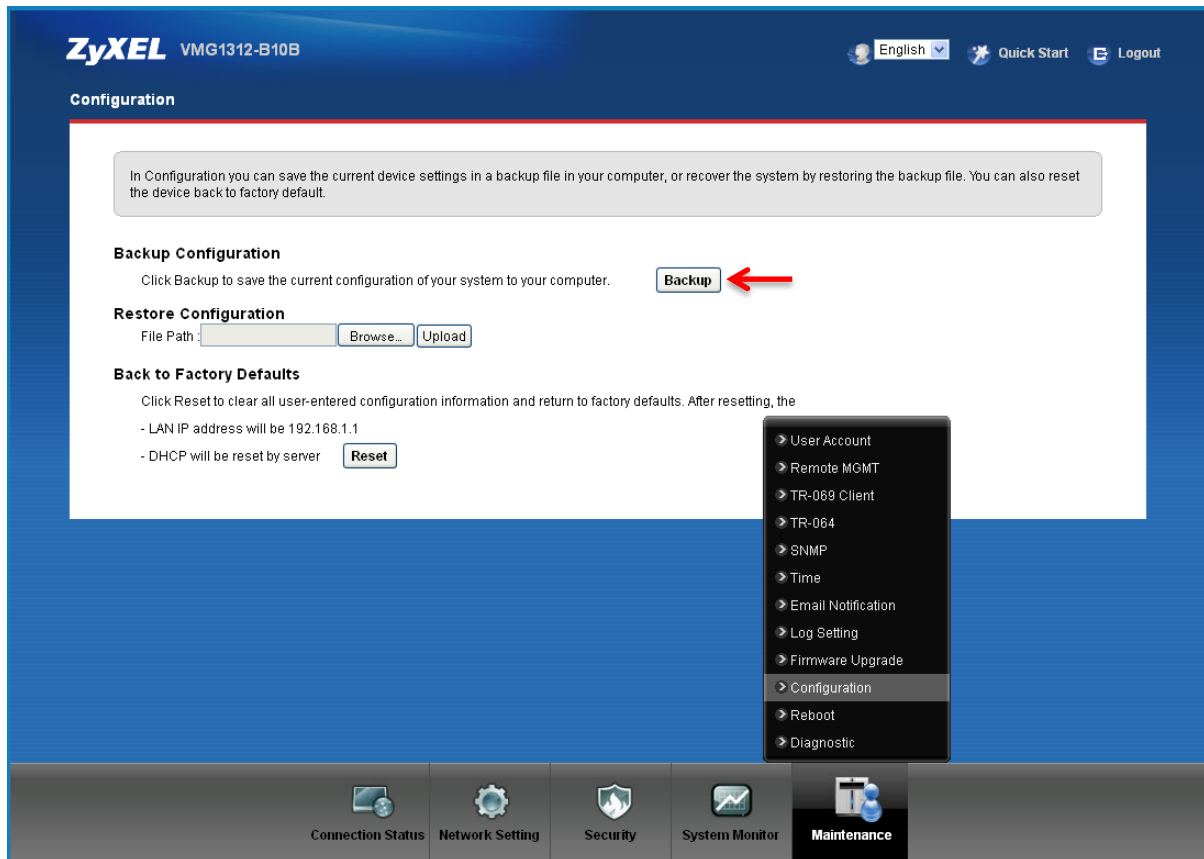 ZyXEL VMG1312-B10B
English
Quick Start
Logout
Configuration
In Configuration you can save the current device settings in a backup file in your computer, or recover the system by restoring the backup file. You can also reset
the device back to factory default.
Backup Configuration
Click Backup to save the current configuration of your system to your computer.
Backup
Restore Configuration
File Path :
Browse...
Upload
Back to Factory Defaults
Click Reset to clear all user-entered configuration information and return to factory defaults. After resetting, the
- LAN IP address will be 192.168.1.1
- DHCP will be reset by server
Reset
User Account
Remote MGMT
TR-069 Client
TR-064
SNMP
Time
Email Notification
Log Setting
Firmware Upgrade
Configuration
Reboot
Diagnostic
Connection Status
Network Setting
Security
System Monitor
Maintenance